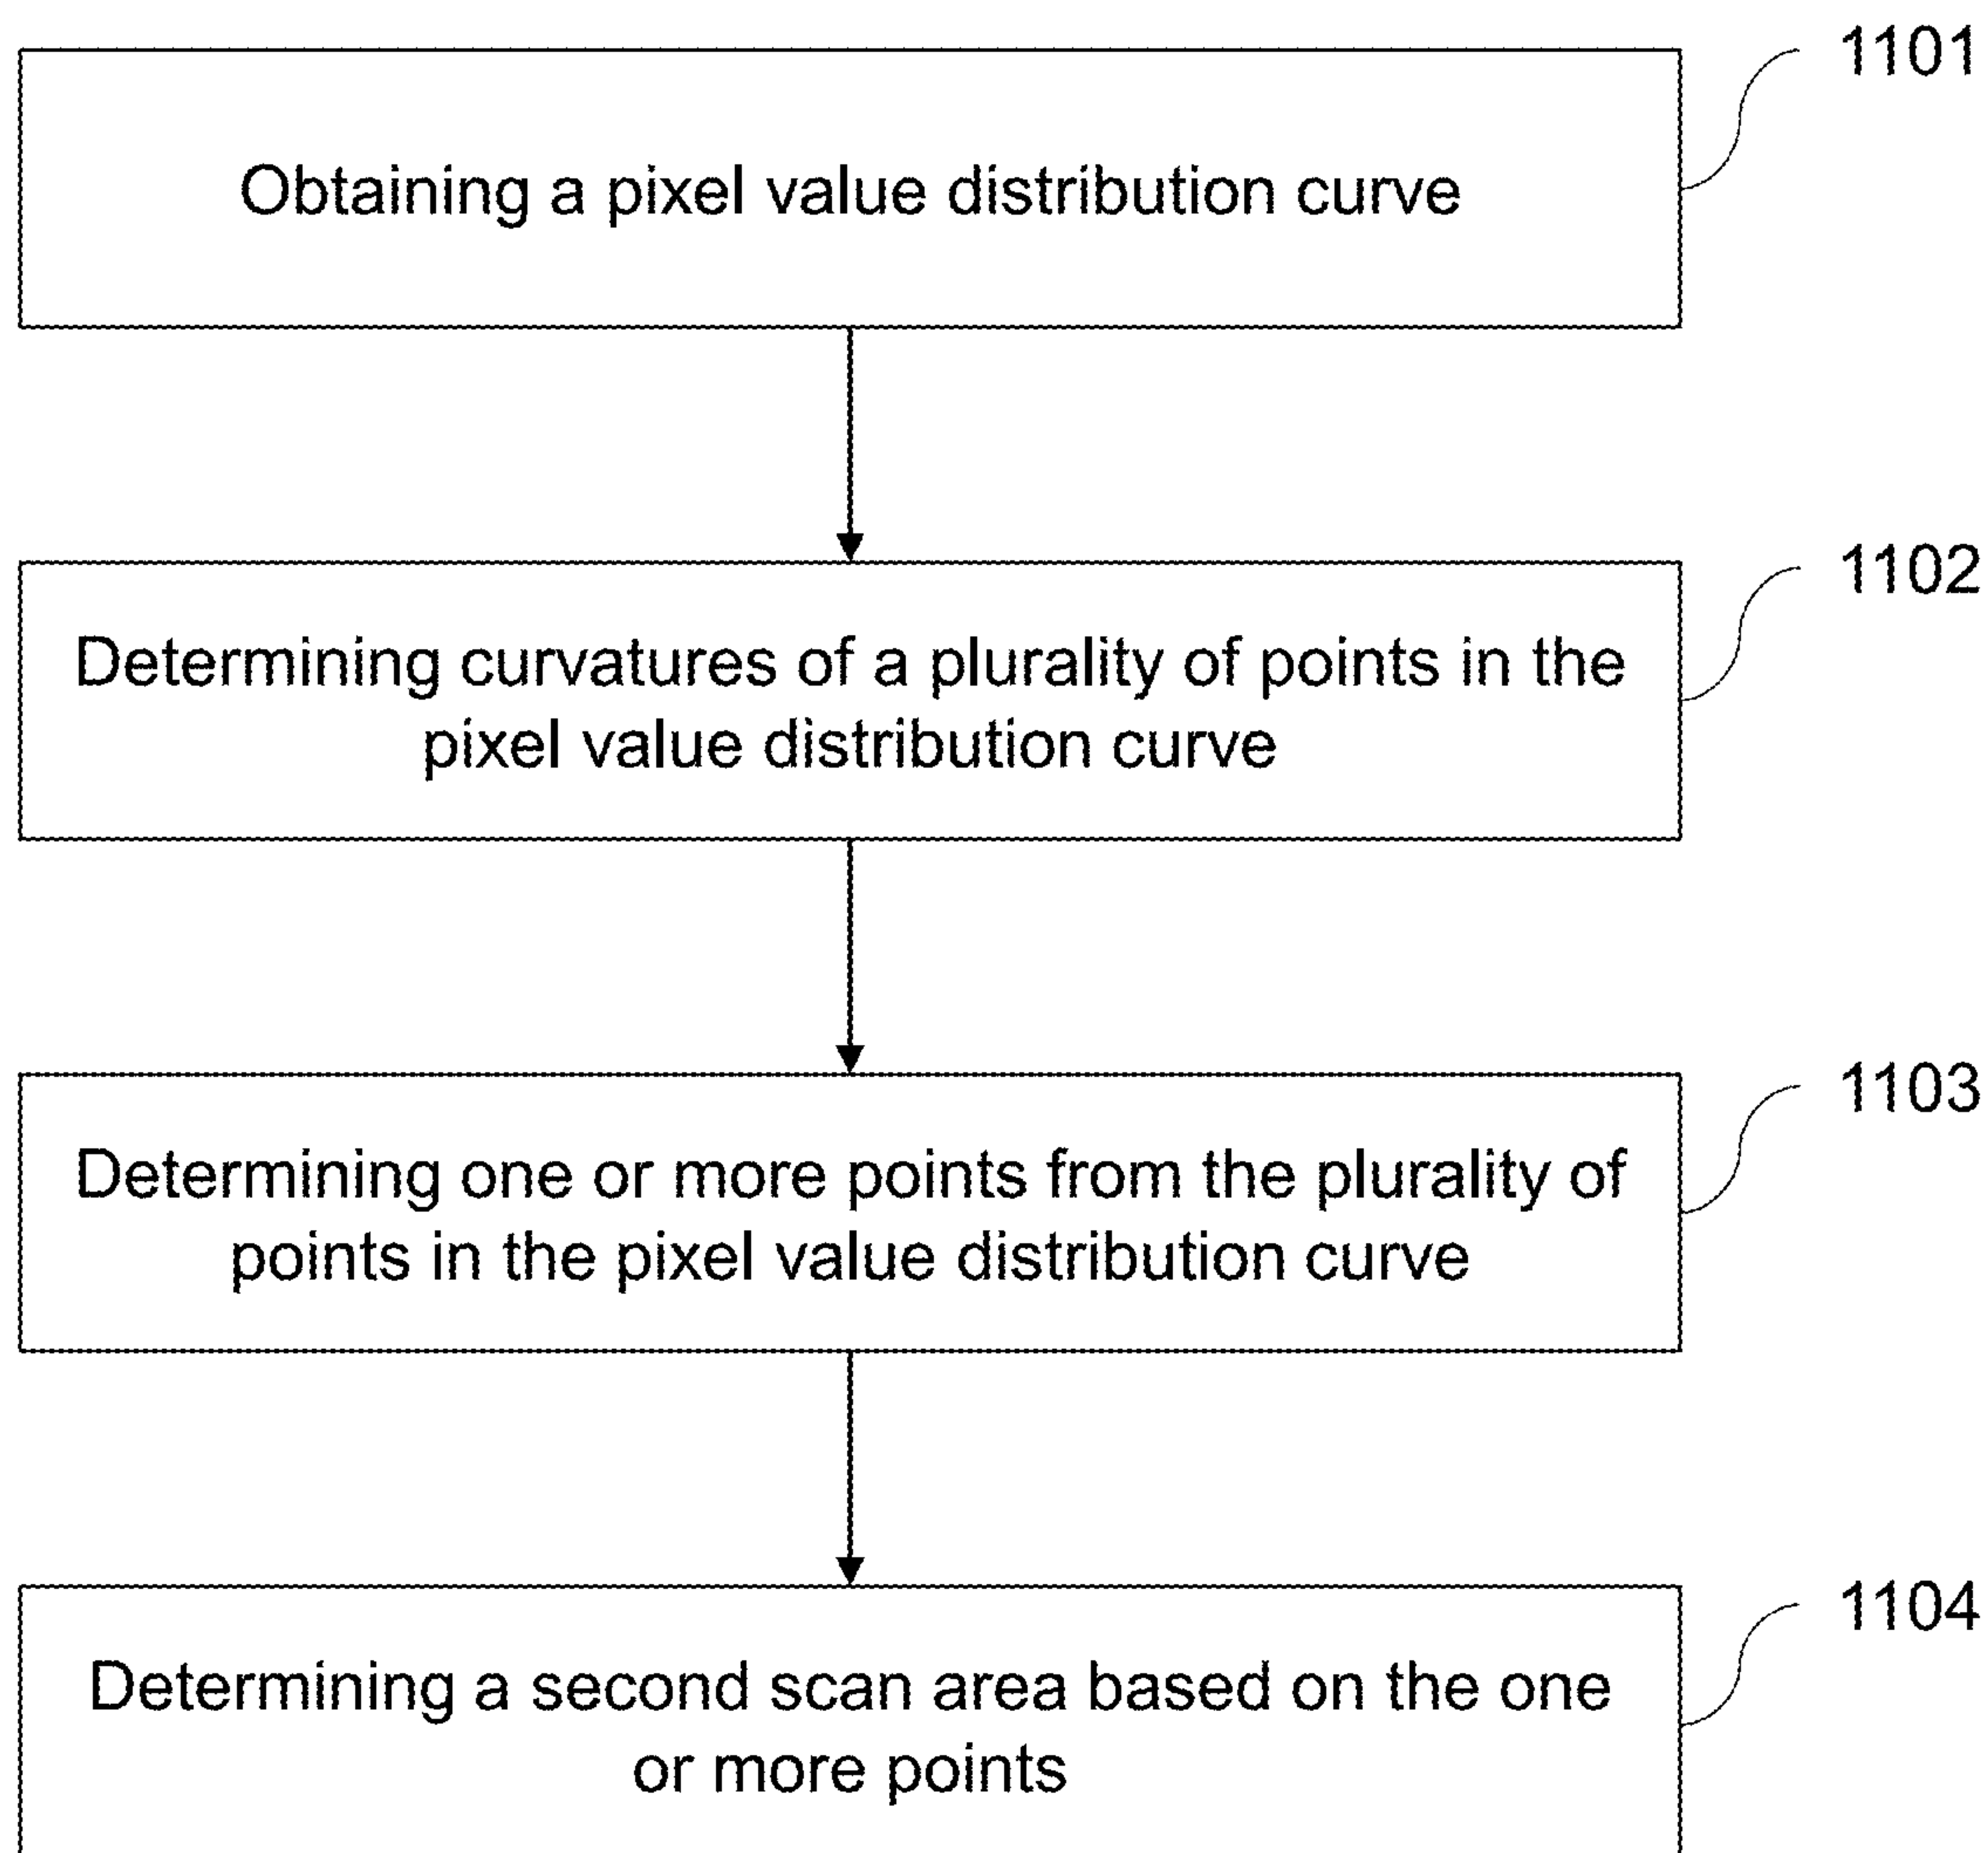 1101
Obtaining a pixel value distribution curve
1102
Determining curvatures of a plurality of points in the
pixel value distribution curve
1103
Determining one or more points from the plurality of
points in the pixel value distribution curve
1104
Determining a second scan area based on the one
or more points